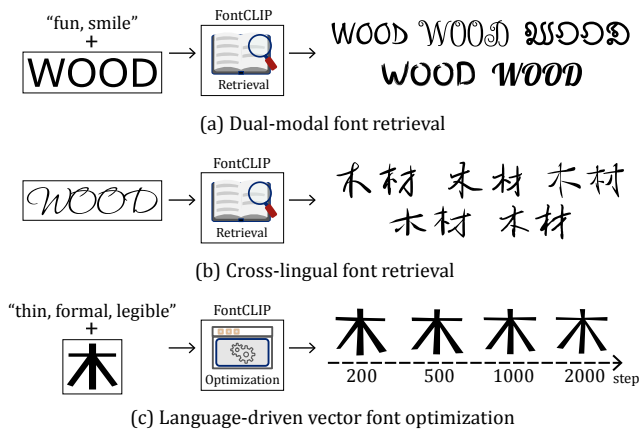 "fun, smile"
+
WOOD
FontCLIP
Retrieval
WOOD WOOD WOOD
WOOD WOOD
(a) Dual-modal font retrieval
WOOD
FontCLIP
Retrieval
木材 木材 木材
木材 木材
(b) Cross-lingual font retrieval
"thin, formal, legible"
+
木
FontCLIP
Optimization
木 木 木 木
200 500 1000 2000 step
(c) Language-driven vector font optimization